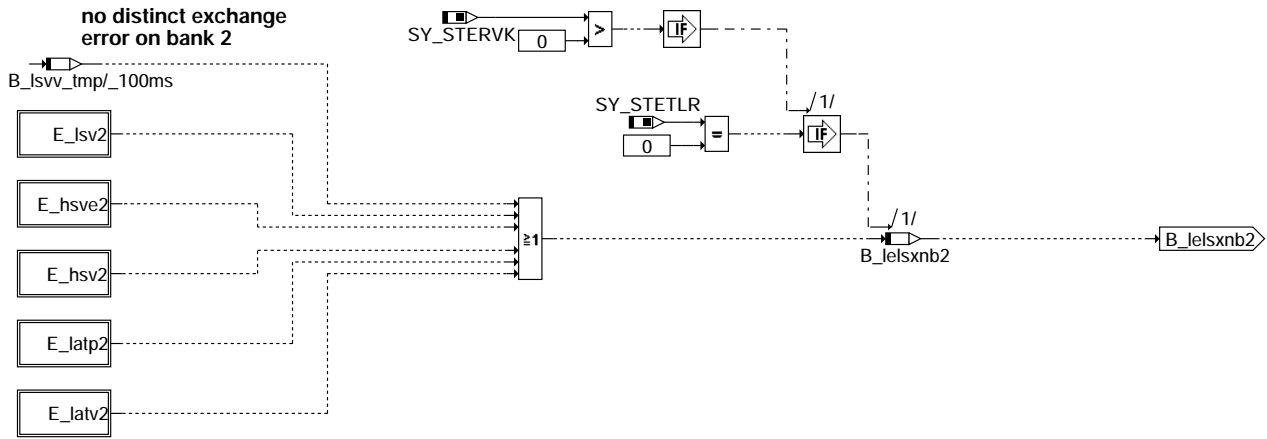 no distinct exchange
error on bank 2
SY_STERVK
0
>
IF
B_lsvv_tmp/_100ms
E_lsv2
SY_STETLR
0
=
IF
/1/
E_hsve2
≥1
/1/
B_lelsxnb2
B_lelsxnb2
E_hsv2
E_latp2
E_latv2